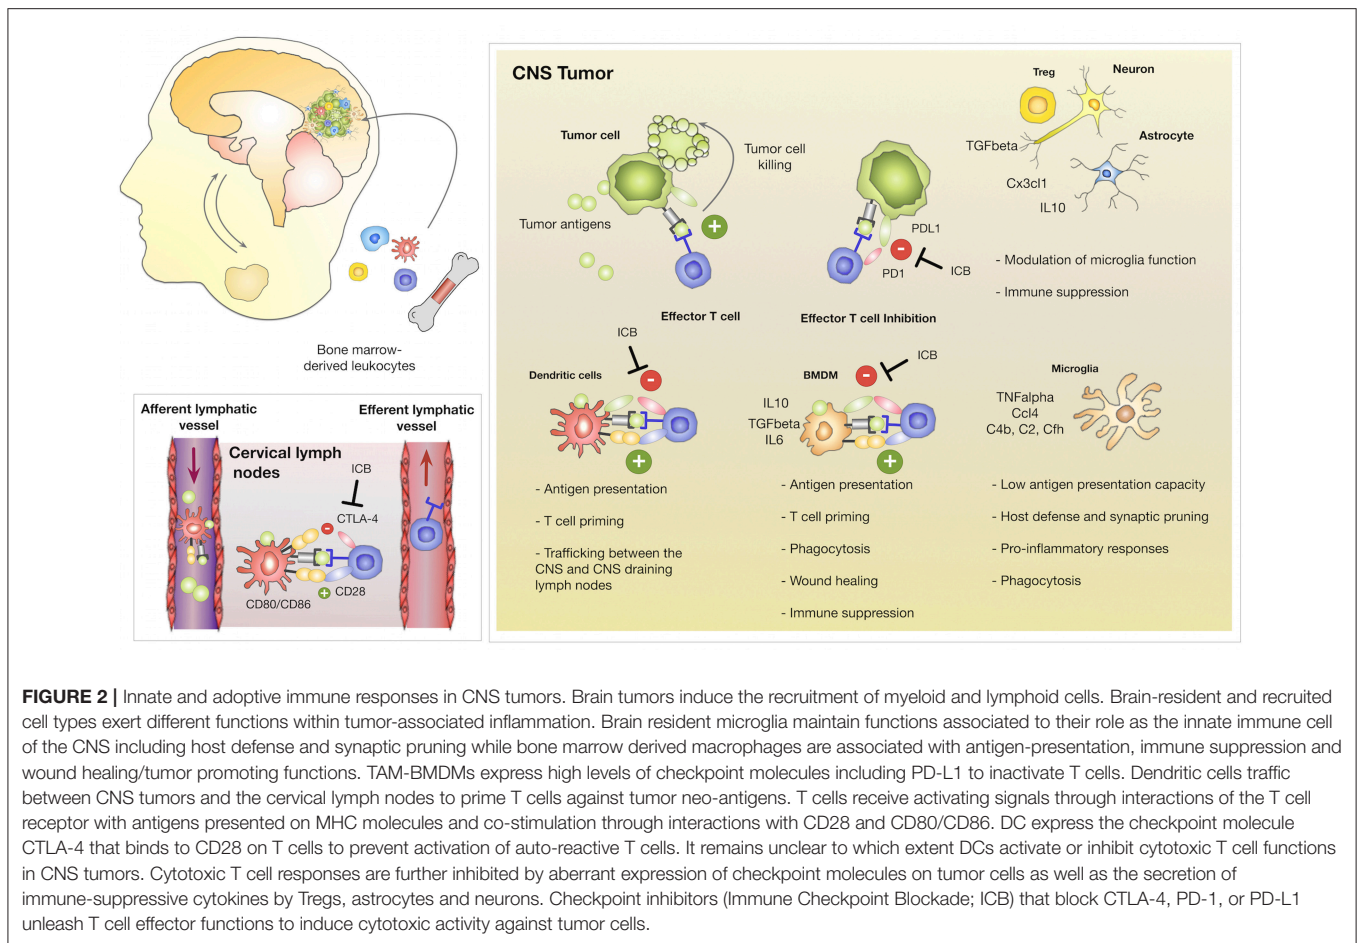 Bone marrow-
derived leukocytes
Afferent lymphatic
vessel
Efferent lymphatic
vessel
Cervical lymph
nodes
ICB
CTLA-4
CD28
CD80/CD86
CNS Tumor
Tumor cell
Tumor cell
killing
Tumor antigens
Effector T cell
PDL1
PD1
ICB
Effector T cell Inhibition
Treg
Neuron
TGFbeta
Astrocyte
Cx3cl1
IL10
- Modulation of microglia function
- Immune suppression
ICB
Dendritic cells
- Antigen presentation
- T cell priming
- Trafficking between the
CNS and CNS draining
lymph nodes
ICB
BMDM
IL10
TGFbeta
IL6
- Antigen presentation
- T cell priming
- Phagocytosis
- Wound healing
- Immune suppression
Microglia
TNFalpha
Ccl4
C4b, C2, Cfh
- Low antigen presentation capacity
- Host defense and synaptic pruning
- Pro-inflammatory responses
- Phagocytosis
FIGURE 2 | Innate and adoptive immune responses in CNS tumors. Brain tumors induce the recruitment of myeloid and lymphoid cells. Brain-resident and recruited
cell types exert different functions within tumor-associated inflammation. Brain resident microglia maintain functions associated to their role as the innate immune cell
of the CNS including host defense and synaptic pruning while bone marrow derived macrophages are associated with antigen-presentation, immune suppression and
wound healing/tumor promoting functions. TAM-BMDMs express high levels of checkpoint molecules including PD-L1 to inactivate T cells. Dendritic cells traffic
between CNS tumors and the cervical lymph nodes to prime T cells against tumor neo-antigens. T cells receive activating signals through interactions of the T cell
receptor with antigens presented on MHC molecules and co-stimulation through interactions with CD28 and CD80/CD86. DC express the checkpoint molecule
CTLA-4 that binds to CD28 on T cells to prevent activation of auto-reactive T cells. It remains unclear to which extent DCs activate or inhibit cytotoxic T cell functions
in CNS tumors. Cytotoxic T cell responses are further inhibited by aberrant expression of checkpoint molecules on tumor cells as well as the secretion of
immune-suppressive cytokines by Tregs, astrocytes and neurons. Checkpoint inhibitors (Immune Checkpoint Blockade; ICB) that block CTLA-4, PD-1, or PD-L1
unleash T cell effector functions to induce cytotoxic activity against tumor cells.